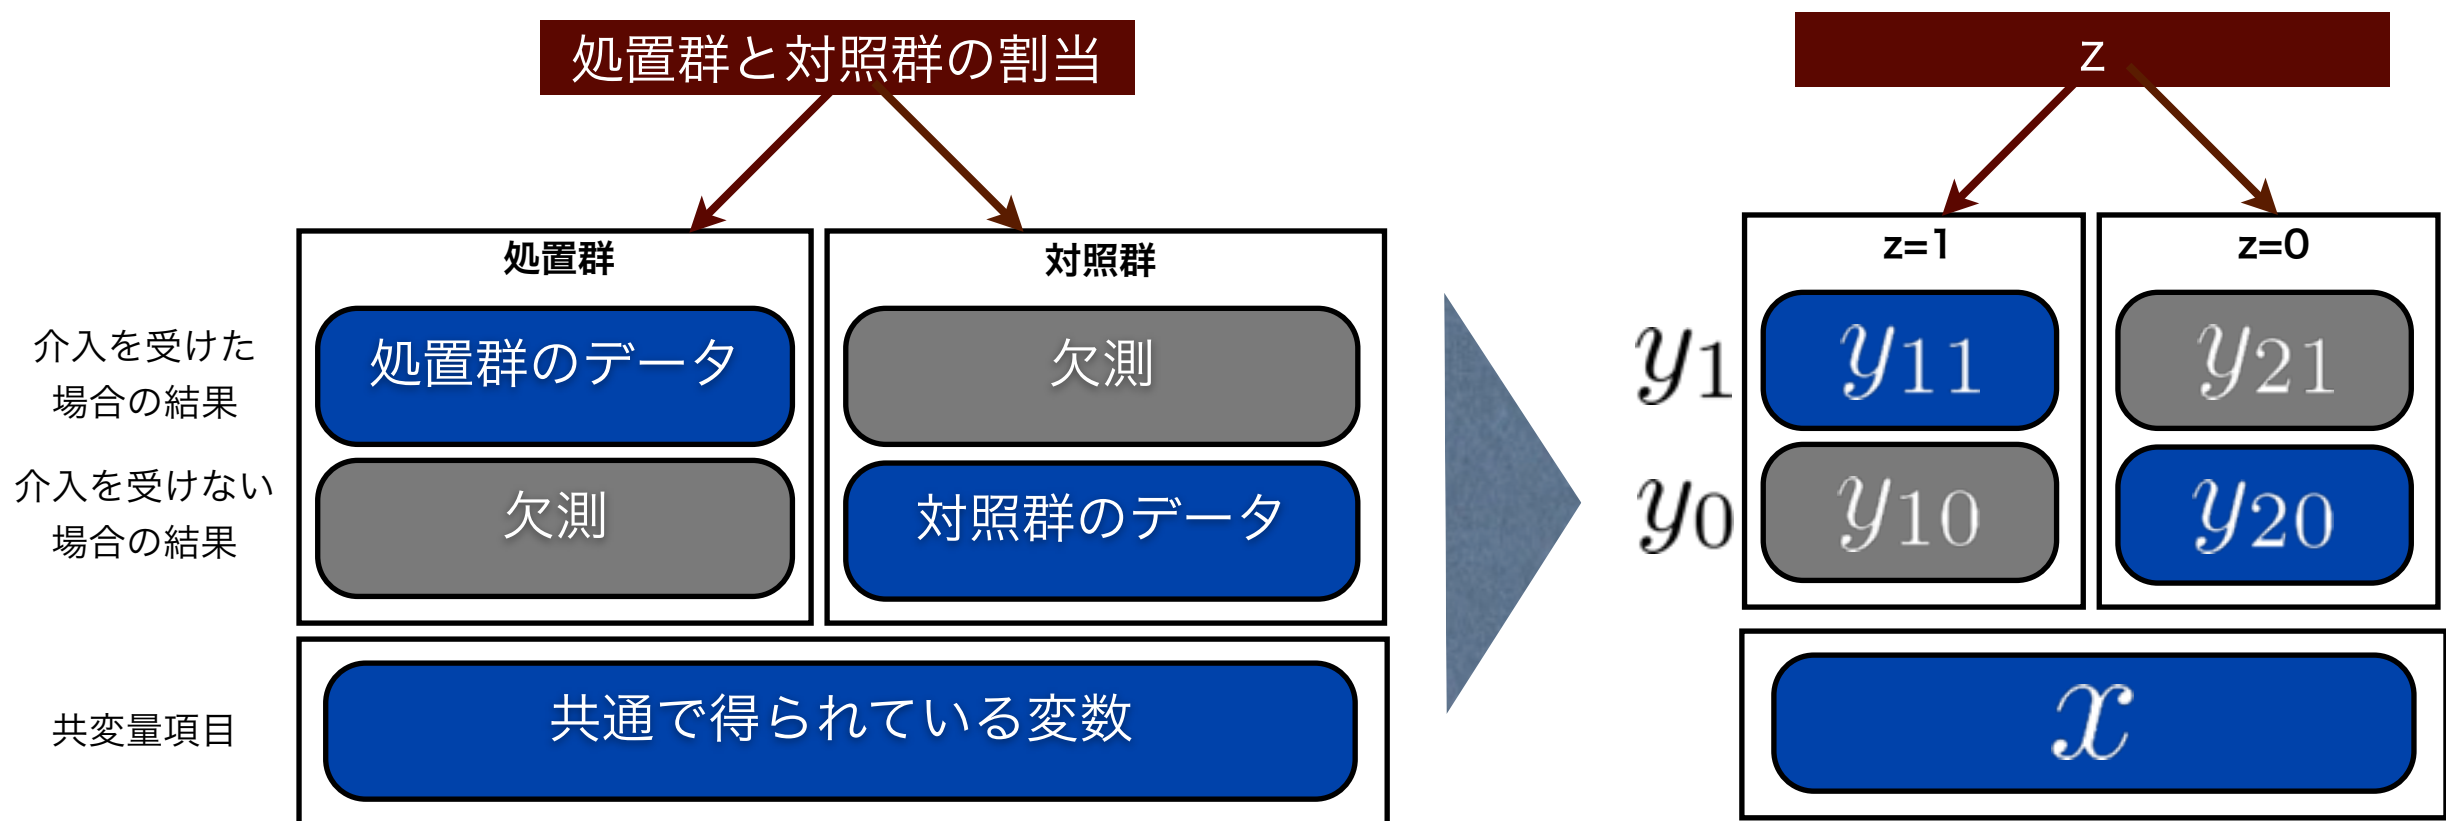 処置群と対照群の割当
処置群
対照群
介入を受けた
場合の結果
処置群のデータ
欠測
介入を受けない
場合の結果
欠測
対照群のデータ
共変量項目
共通で得られている変数
z
z=1
z=0
y1
y11
y21
y0
y10
y20
x